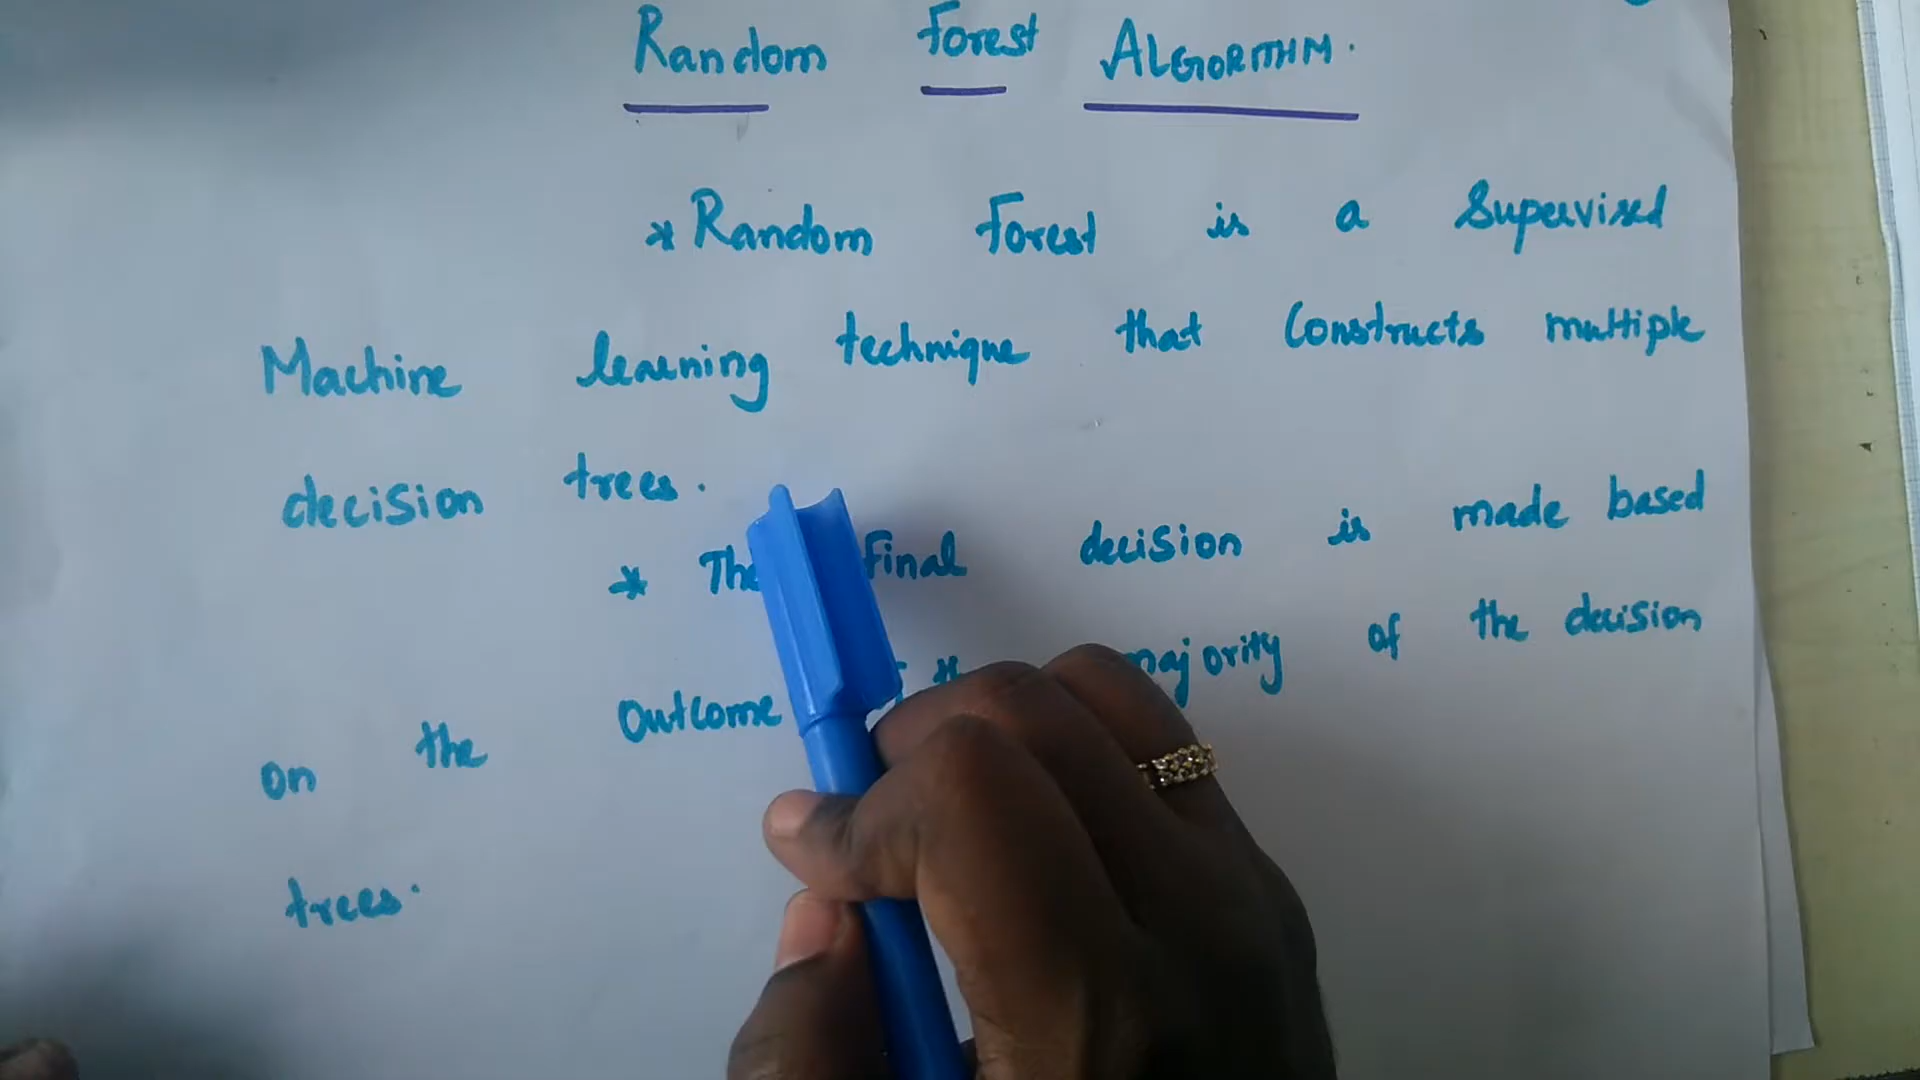 Random Forest ALGORITHM.
* Random Forest is a Supervised
Machine learning technique that Constructs multiple
decision trees.
* The Final decision is made based
on the Outcome majority of the decision
trees.